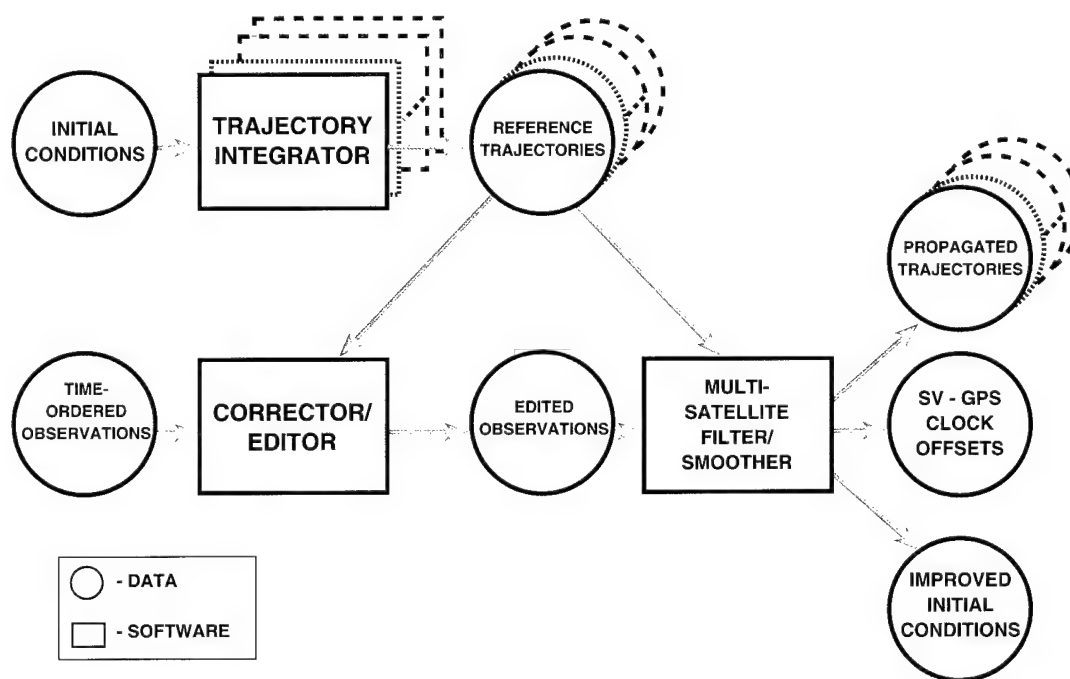 INITIAL
CONDITIONS
TRAJECTORY
INTEGRATOR
REFERENCE
TRAJECTORIES
PROPAGATED
TRAJECTORIES
TIME-
ORDERED
OBSERVATIONS
CORRECTOR/
EDITOR
EDITED
OBSERVATIONS
MULTI-
SATELLITE
FILTER/
SMOOTHER
SV - GPS
CLOCK
OFFSETS
IMPROVED
INITIAL
CONDITIONS
- DATA
- SOFTWARE